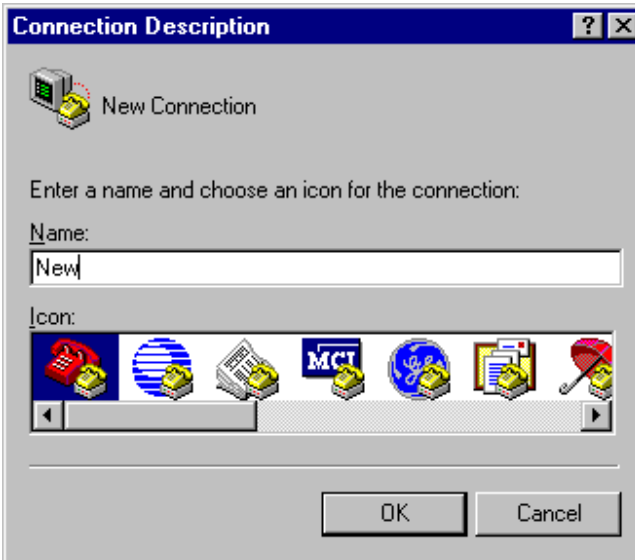 Connection Description
New Connection
Enter a name and choose an icon for the connection:
Name:
New
Icon:
MCI
OK Cancel